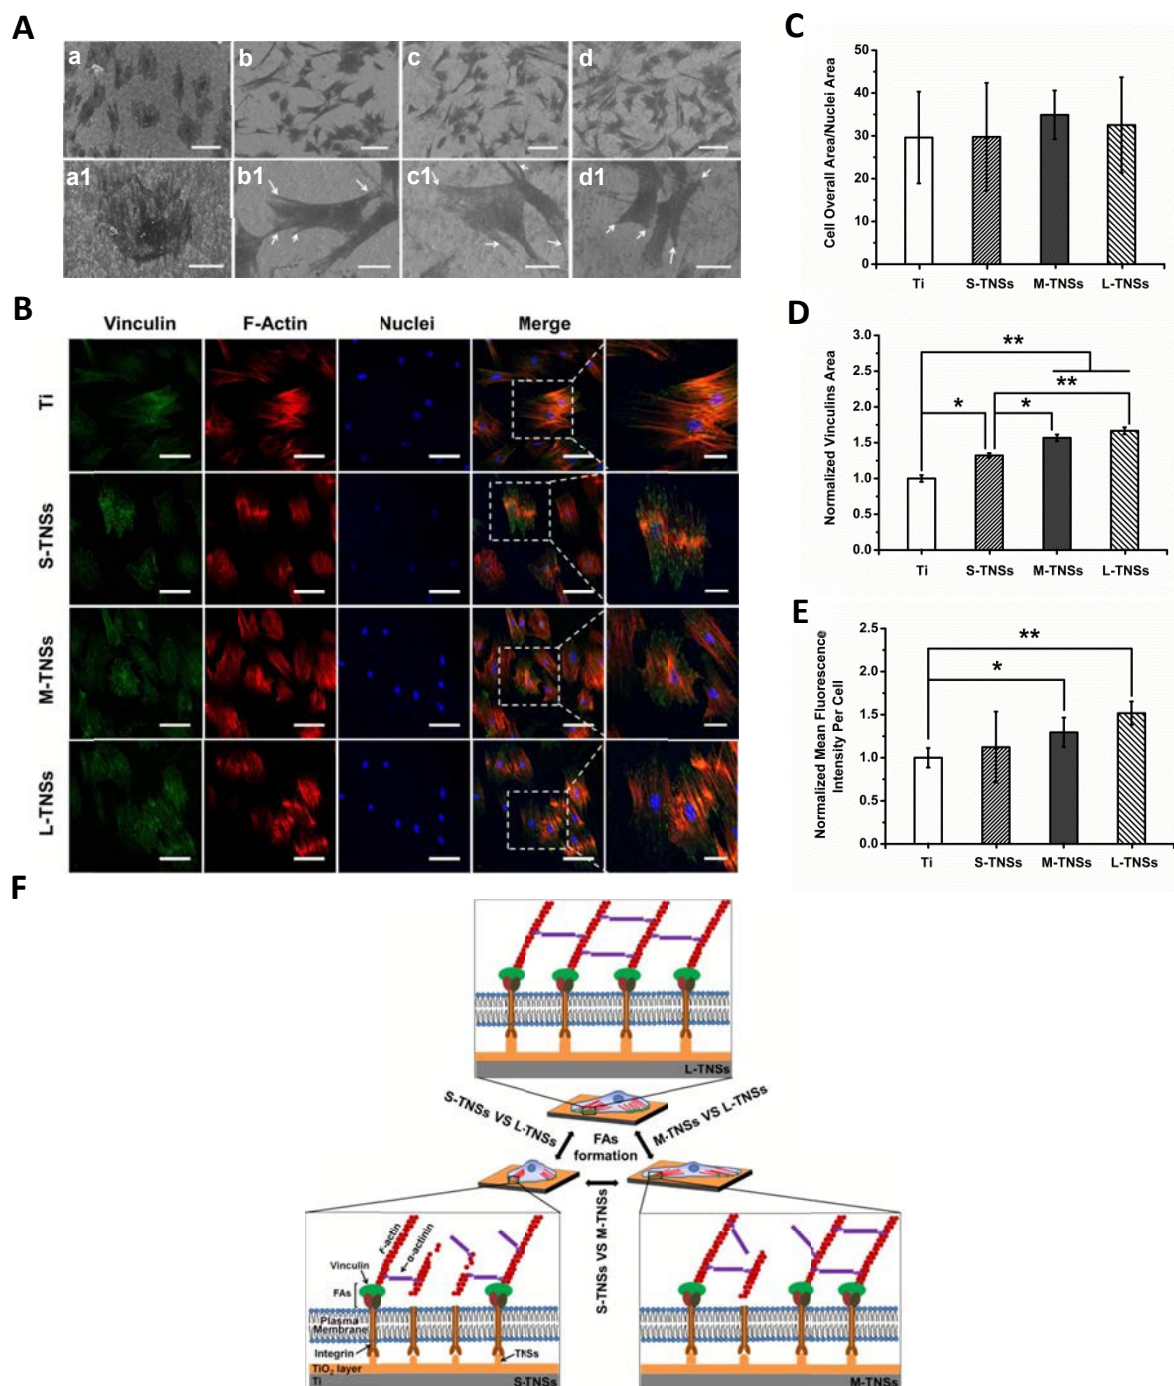 A
a
b
c
d
a1
b1
c1
d1
B
Vinculin
F-Actin
Nuclei
Merge
Ti
S-TNSs
M-TNSs
L-TNSs
C
Cell Overall Area/Nuclei Area
50
40
30
20
10
0
Ti
S-TNSs
M-TNSs
L-TNSs
D
Normalized Vinculins Area
3.0
2.5
2.0
1.5
1.0
0.5
0.0
**
**
*
*
Ti
S-TNSs
M-TNSs
L-TNSs
E
Normalized Mean Fluorescence
Intensity Per Cell
2.5
2.0
1.5
1.0
0.5
0.0
**
*
Ti
S-TNSs
M-TNSs
L-TNSs
F
L-TNSs
S-TNSs VS L-TNSs
M-TNSs VS L-TNSs
FAs
formation
S-TNSs VS M-TNSs
F-actin
α-actinin
Vinculin
FAs
Plasma
Membrane
Integrin
TNSs
TiO₂ layer
Ti
S-TNSs
M-TNSs